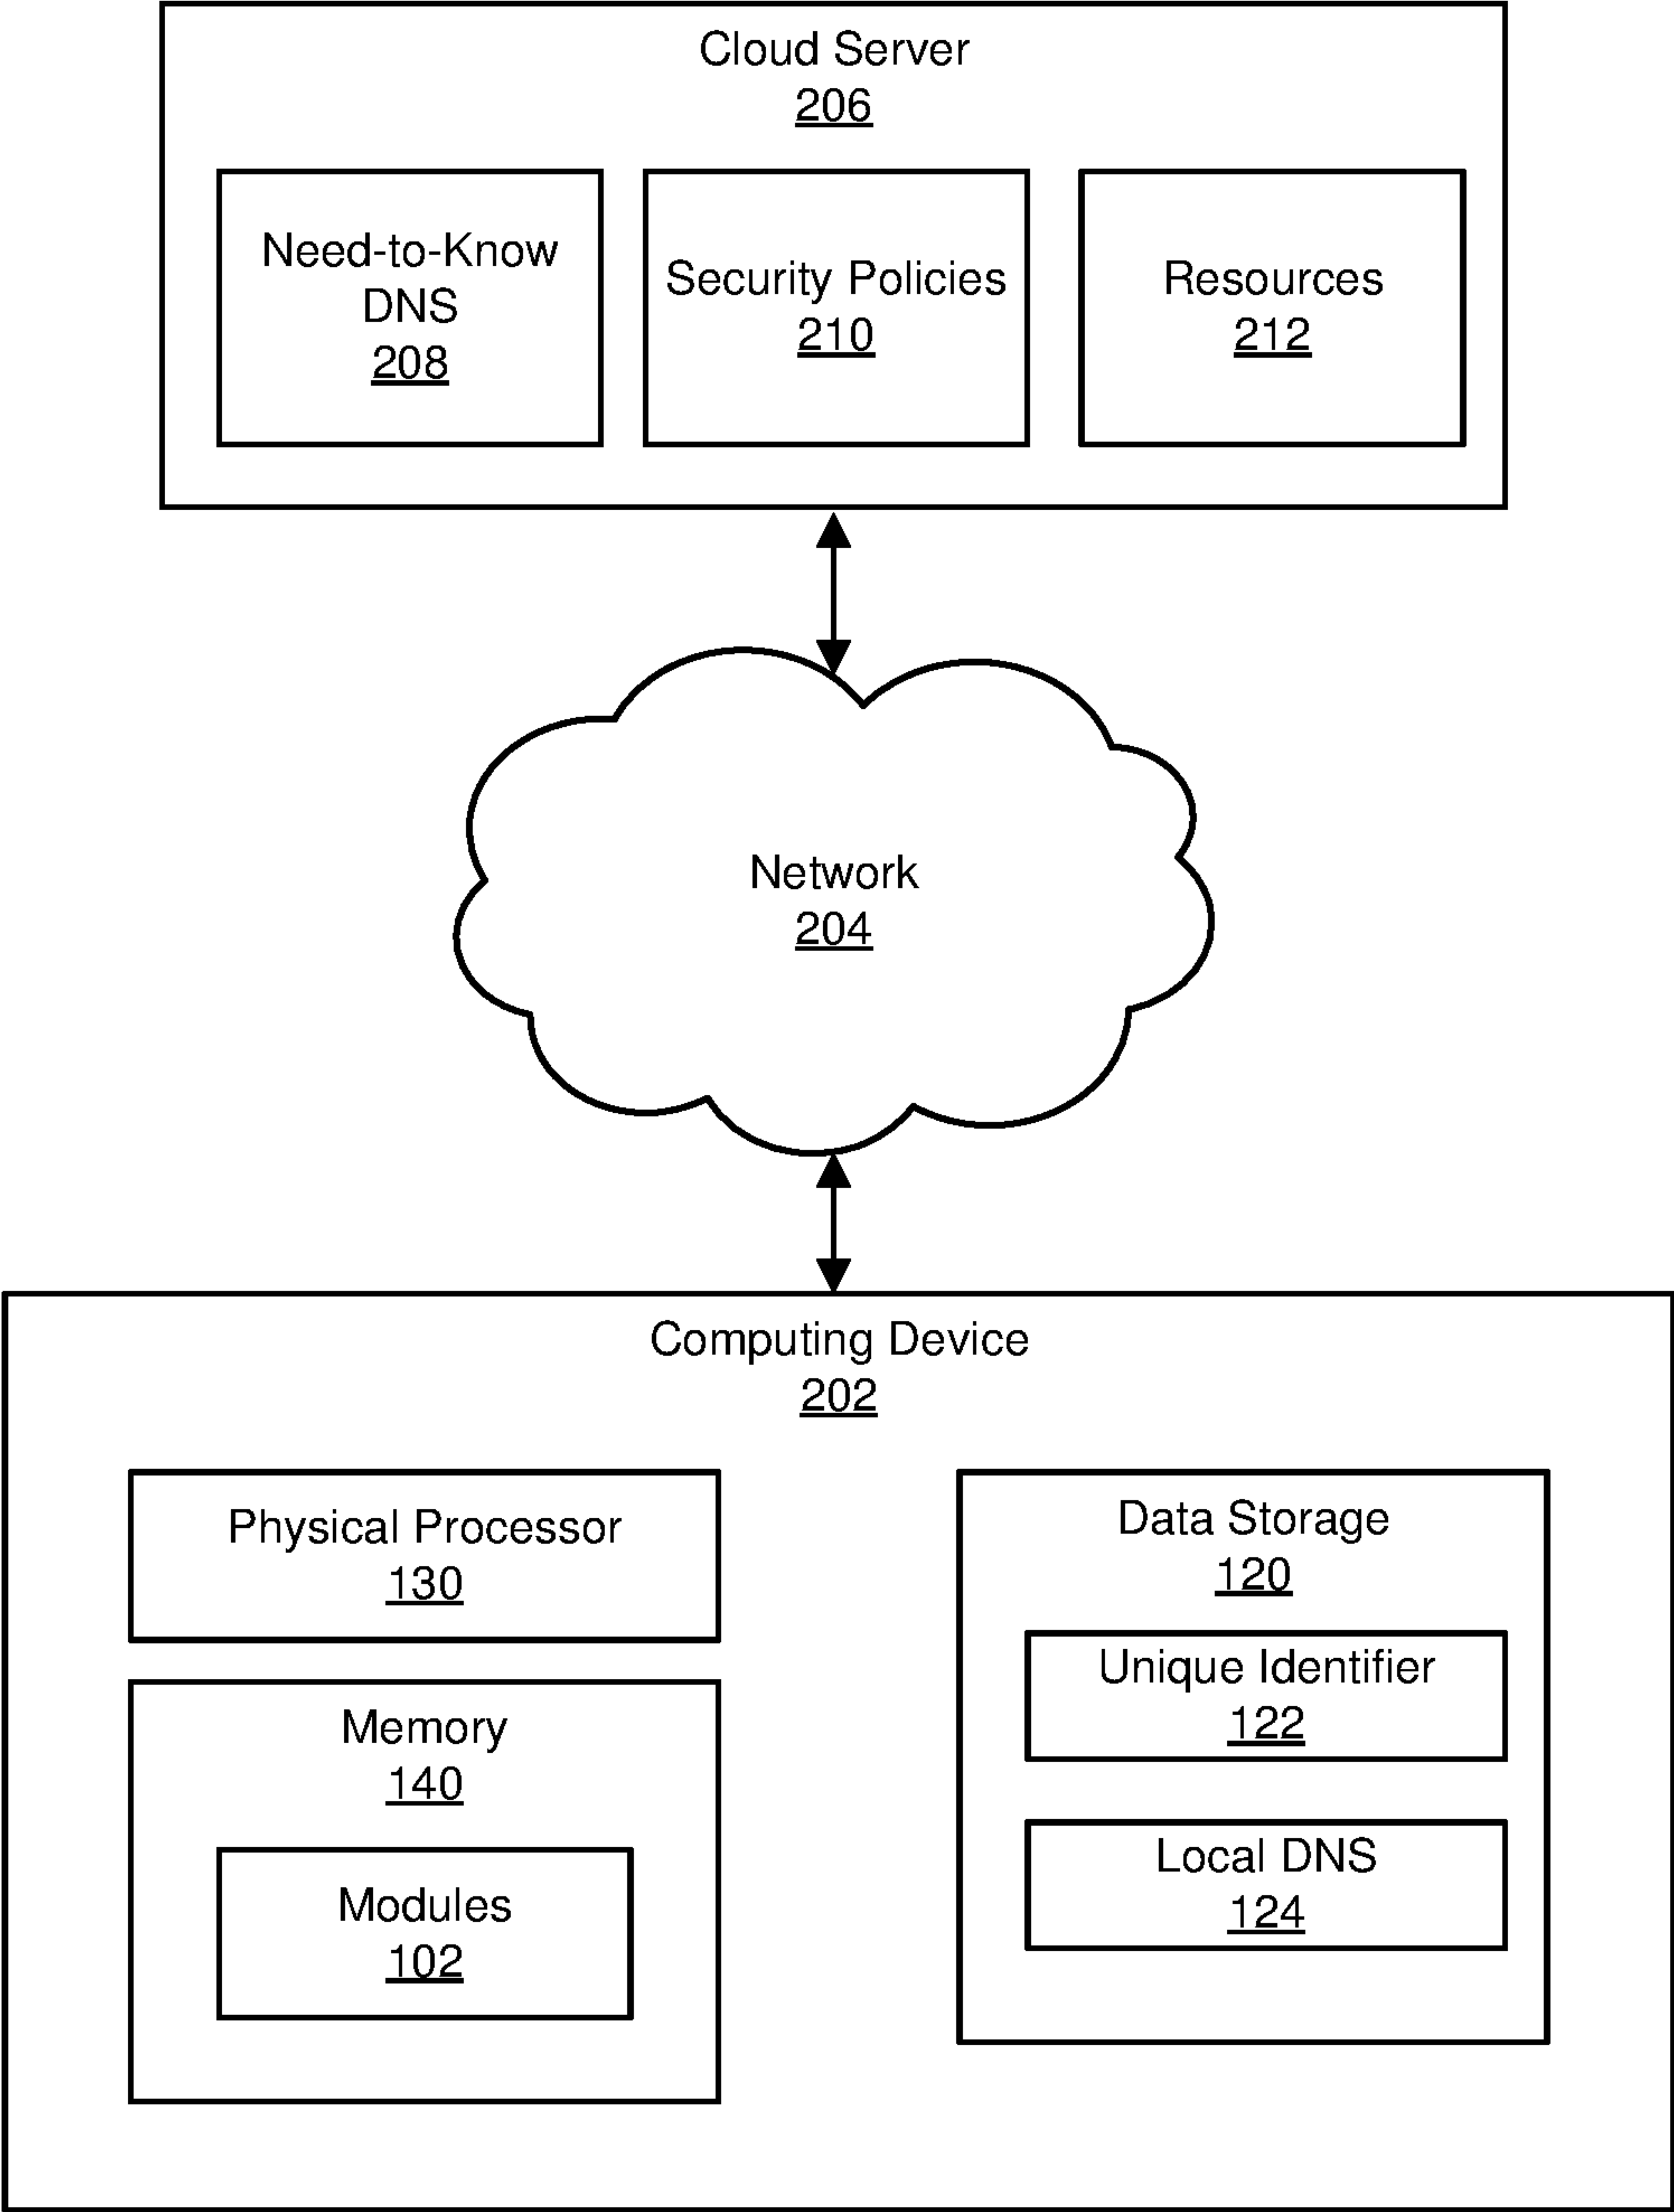 Cloud Server
206
Need-to-Know
DNS
208
Security Policies
210
Resources
212
Network
204
Computing Device
202
Physical Processor
130
Memory
140
Modules
102
Data Storage
120
Unique Identifier
122
Local DNS
124